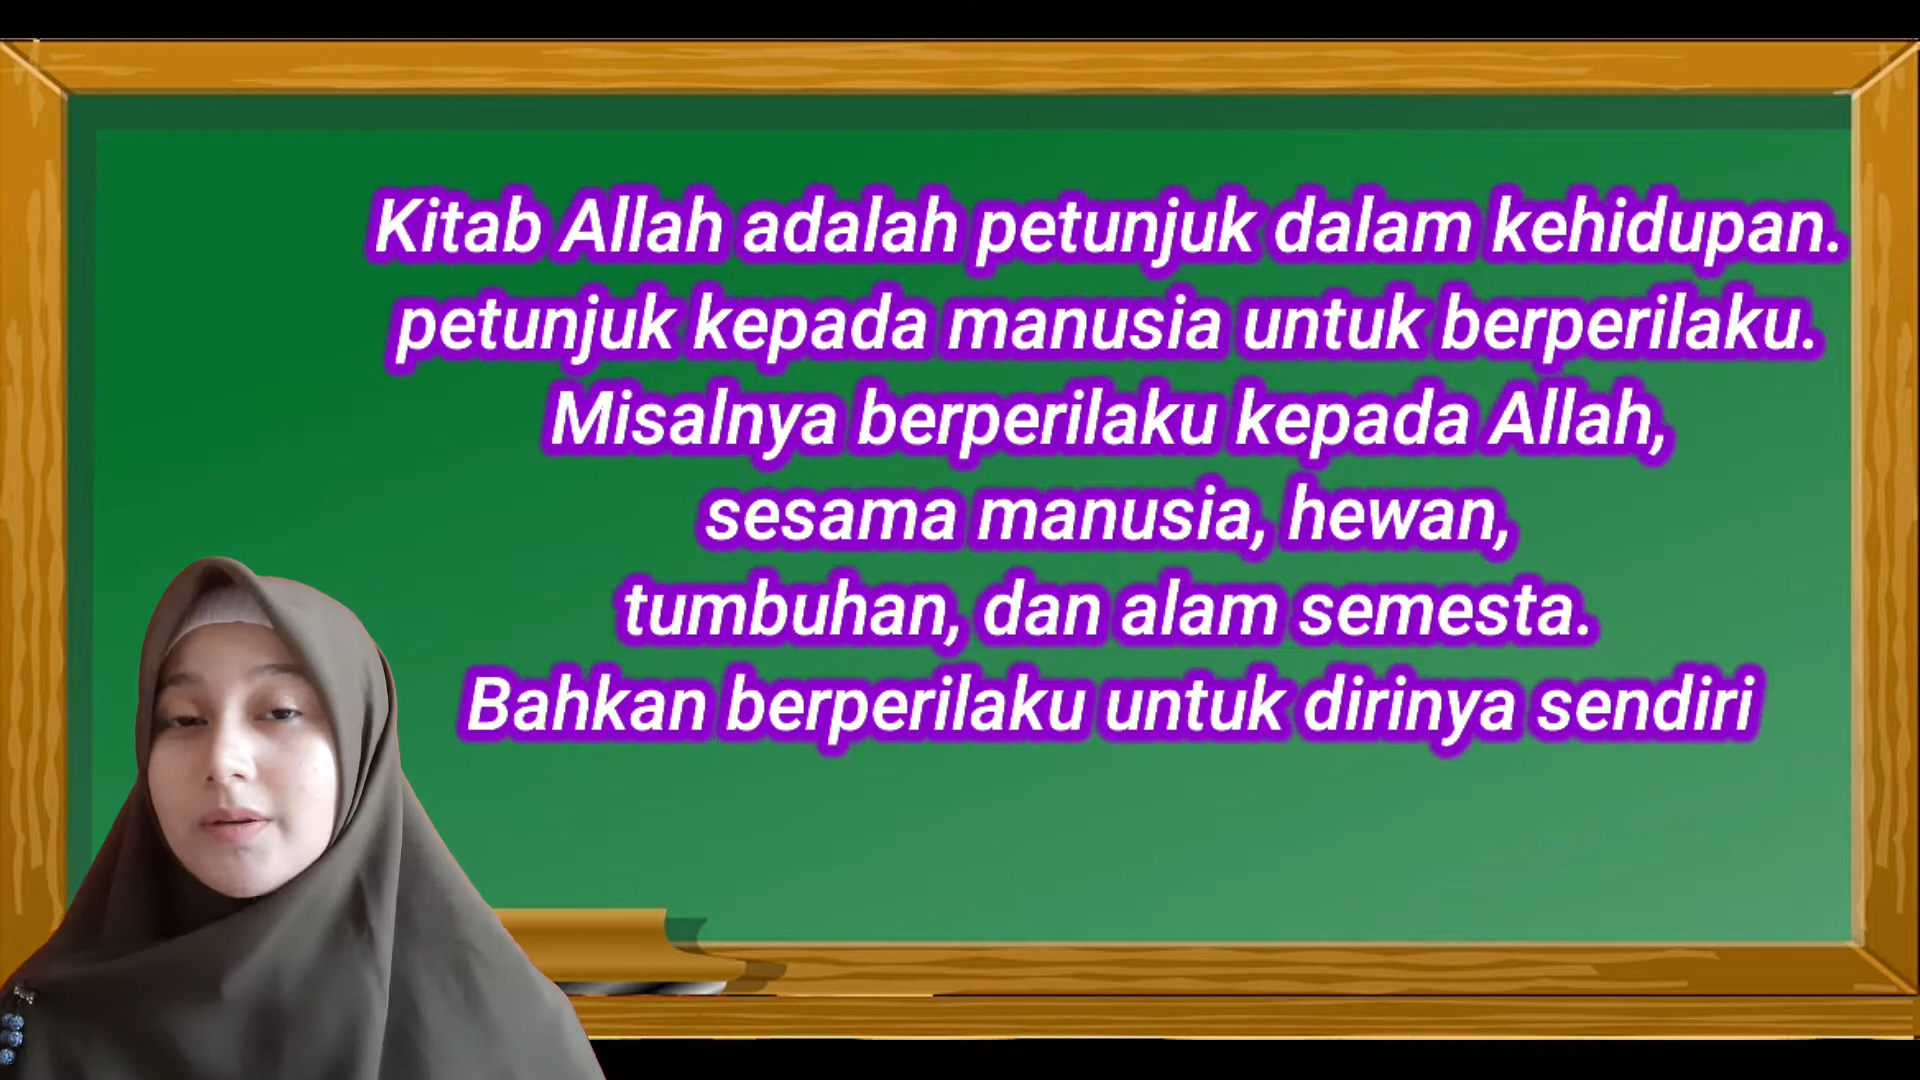 Kitab Allah adalah petunjuk dalam kehidupan.
petunjuk kepada manusia untuk berperilaku.
Misalnya berperilaku kepada Allah,
sesama manusia, hewan,
tumbuhan, dan alam semesta.
Bahkan berperilaku untuk dirinya sendiri